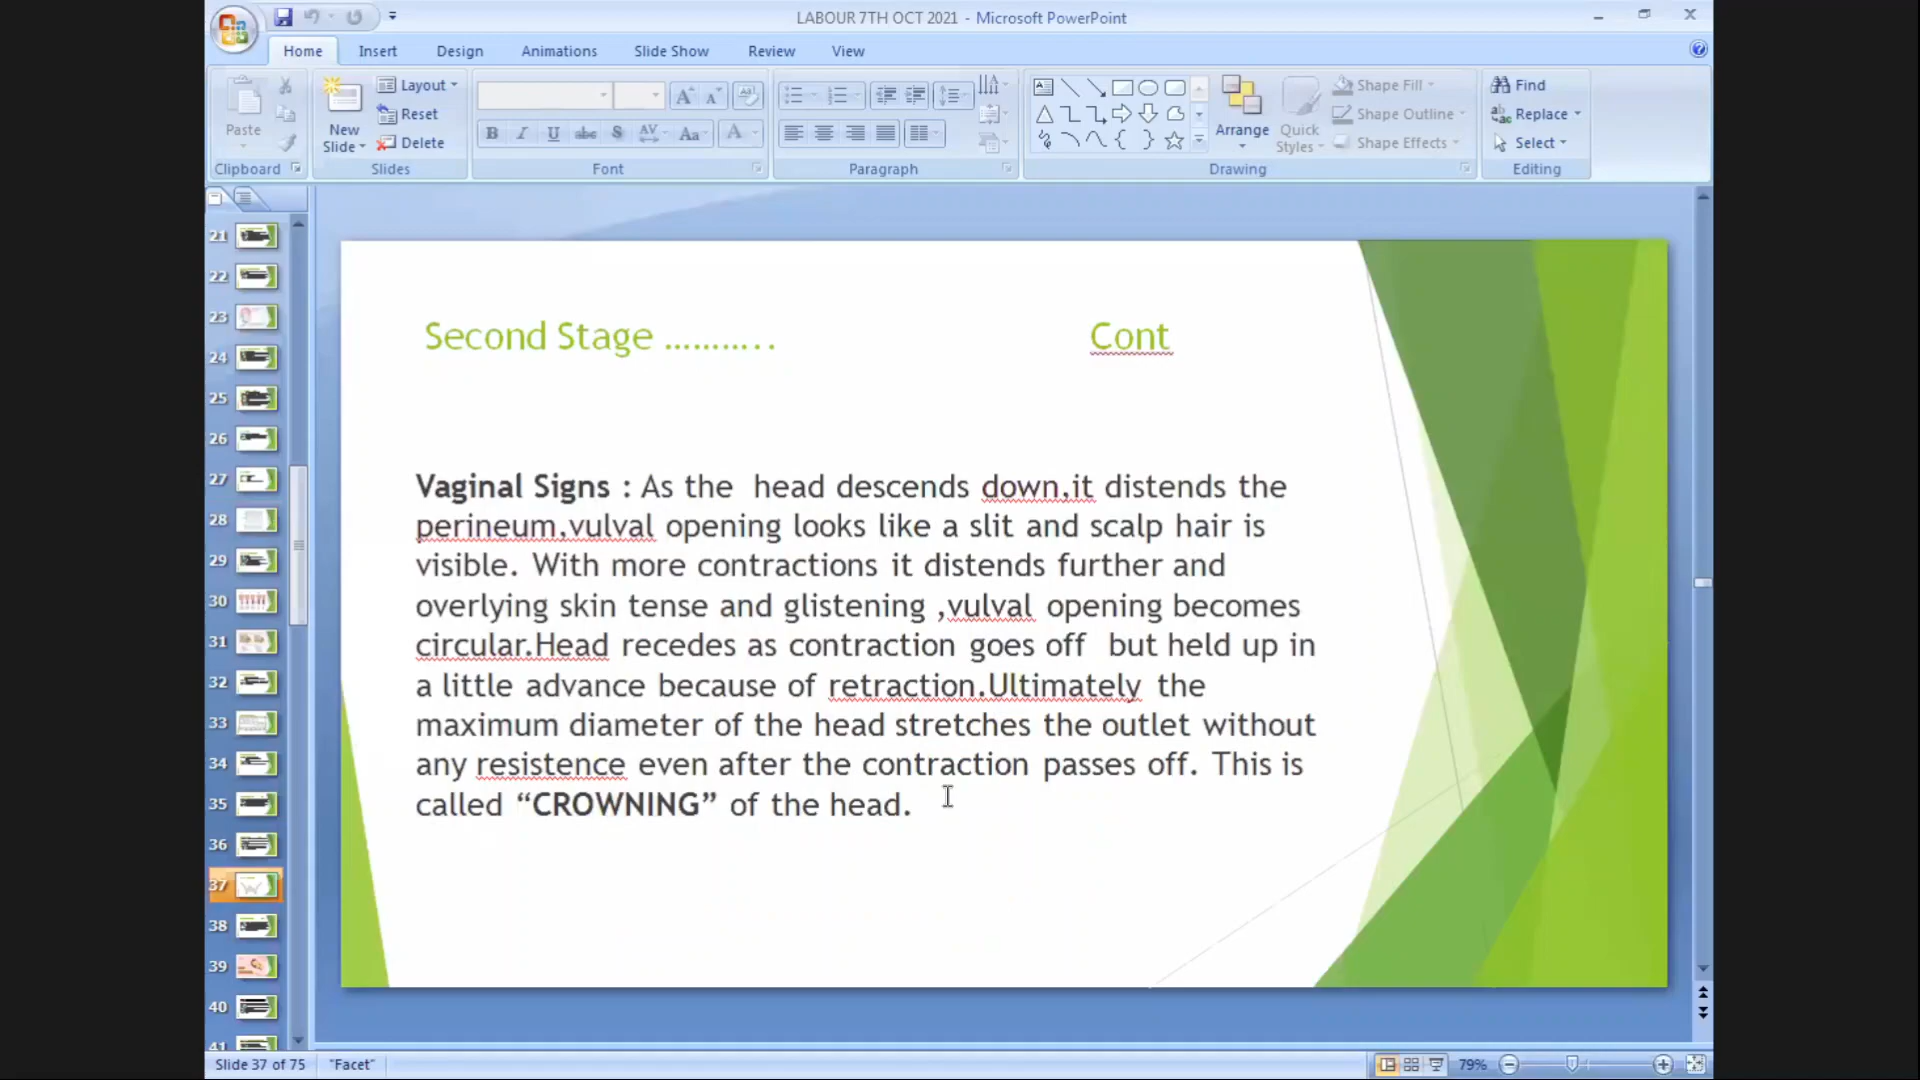 LABOUR 7TH OCT 2021 - Microsoft PowerPoint
Home Insert Design Animations Slide Show Review View
Paste
Clipboard
New Slide
Layout
Reset
Delete
Slides
B I U abc S AV Aa A
Font
Paragraph
Arrange
Quick Styles
Shape Fill
Shape Outline
Shape Effects
Drawing
Find
Replace
Select
Editing
21
22
23
24
25
26
27
28
29
30
31
32
33
34
35
36
37
38
39
40
41
Second Stage ……….. Cont
Vaginal Signs : As the head descends down,it distends the
perineum,vulval opening looks like a slit and scalp hair is
visible. With more contractions it distends further and
overlying skin tense and glistening ,vulval opening becomes
circular.Head recedes as contraction goes off but held up in
a little advance because of retraction.Ultimately the
maximum diameter of the head stretches the outlet without
any resistence even after the contraction passes off. This is
called “CROWNING” of the head.
Slide 37 of 75 "Facet" 79%